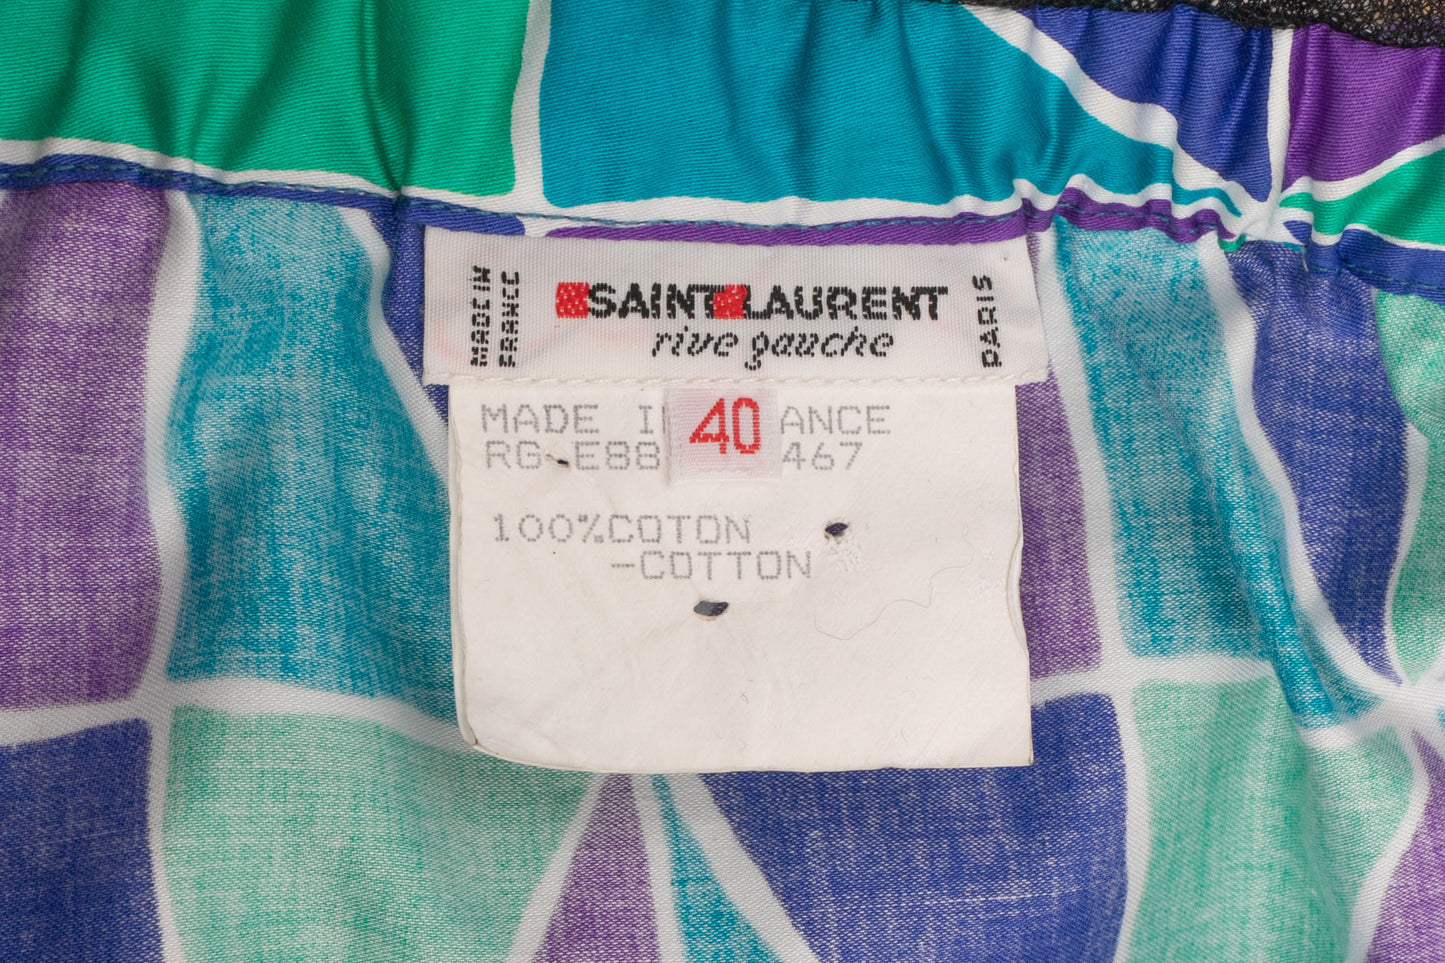 MADE IN
FRANCE
SAINT LAURENT
rive gauche
PARIS
MADE I ANCE
40
RG E88 467
100%COTON
-COTTON